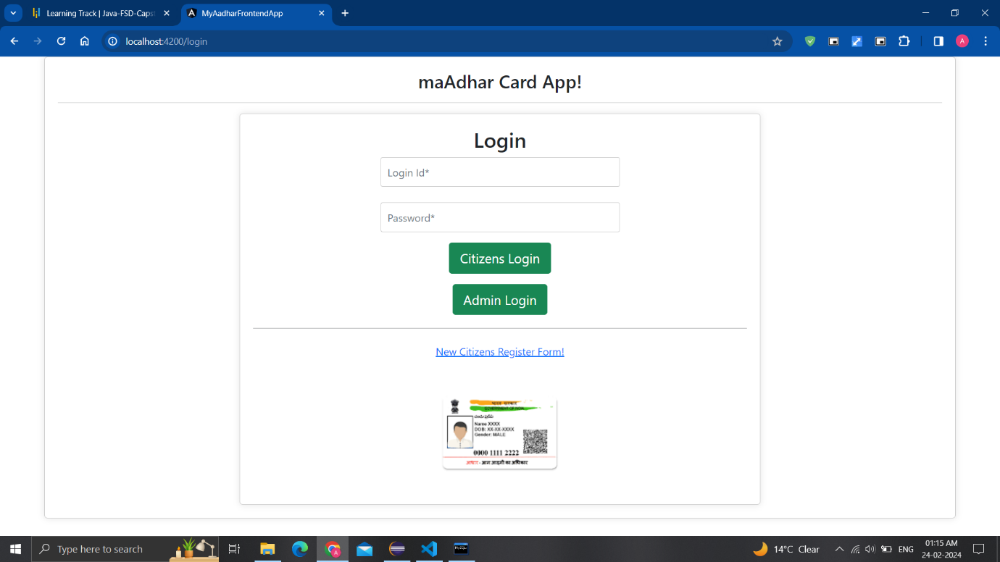 Learning Track | Java-FSD-Caps
MyAadharFrontendApp
localhost:4200/login
A
maAdhar Card App!
Login
Login Id*
Password*
Citizens Login
Admin Login
New Citizens Register Form!
भारत सरकार
GOVERNMENT OF INDIA
Name XXXX
DOB: XX-XX-XXXX
Gender: MALE
0000 1111 2222
आधार - आम आदमी का अधिकार
Type here to search
A
MySQL
14°C Clear
ENG
01:15 AM
24-02-2024